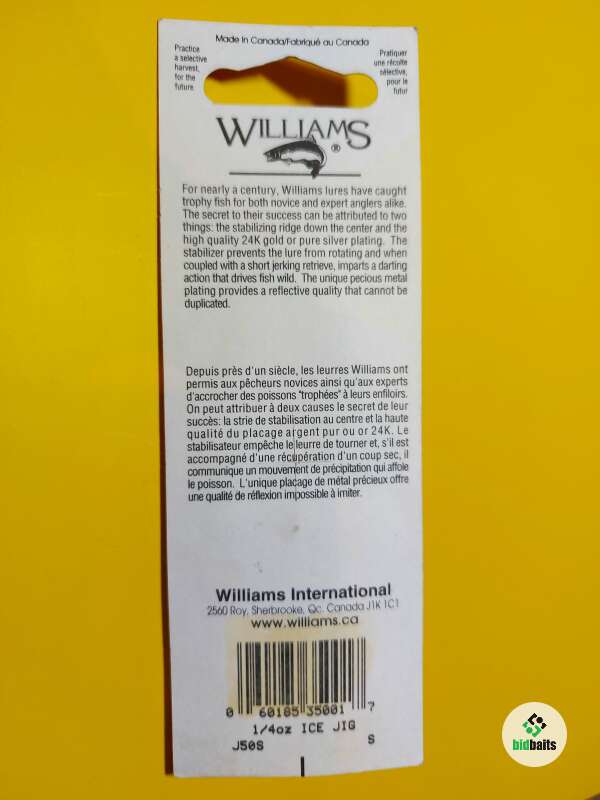 Made in Canada/Fabriqué au Canada
Practice
a selective
harvest,
for the
future
Pratiquer
une récolte
sélective,
pour le
futur
WILLIAMS
®
For nearly a century, Williams lures have caught
trophy fish for both novice and expert anglers alike.
The secret to their success can be attributed to two
things: the stabilizing ridge down the center and the
high quality 24K gold or pure silver plating. The
stabilizer prevents the lure from rotating and when
coupled with a short jerking retrieve, imparts a darting
action that drives fish wild. The unique pecious metal
plating provides a reflective quality that cannot be
duplicated.
Depuis près d'un siècle, les leurres Williams ont
permis aux pêcheurs novices ainsi qu'aux experts
d'accrocher des poissons "trophées" à leurs enfiloirs.
On peut attribuer à deux causes le secret de leur
succès: la strie de stabilisation au centre et la haute
qualité du placage argent pur ou or 24K. Le
stabilisateur empêche le leurre de tourner et, s'il est
accompagné d'une récupération d'un coup sec, il
communique un mouvement de précipitation qui affole
le poisson. L'unique placage de métal précieux offre
une qualité de réflexion impossible à imiter.
Williams International
2560 Roy, Sherbrooke, Qc. Canada J1K 1C1
www.williams.ca
0 60185 35001 7
1/4oz ICE JIG
J50S S
bidbaits